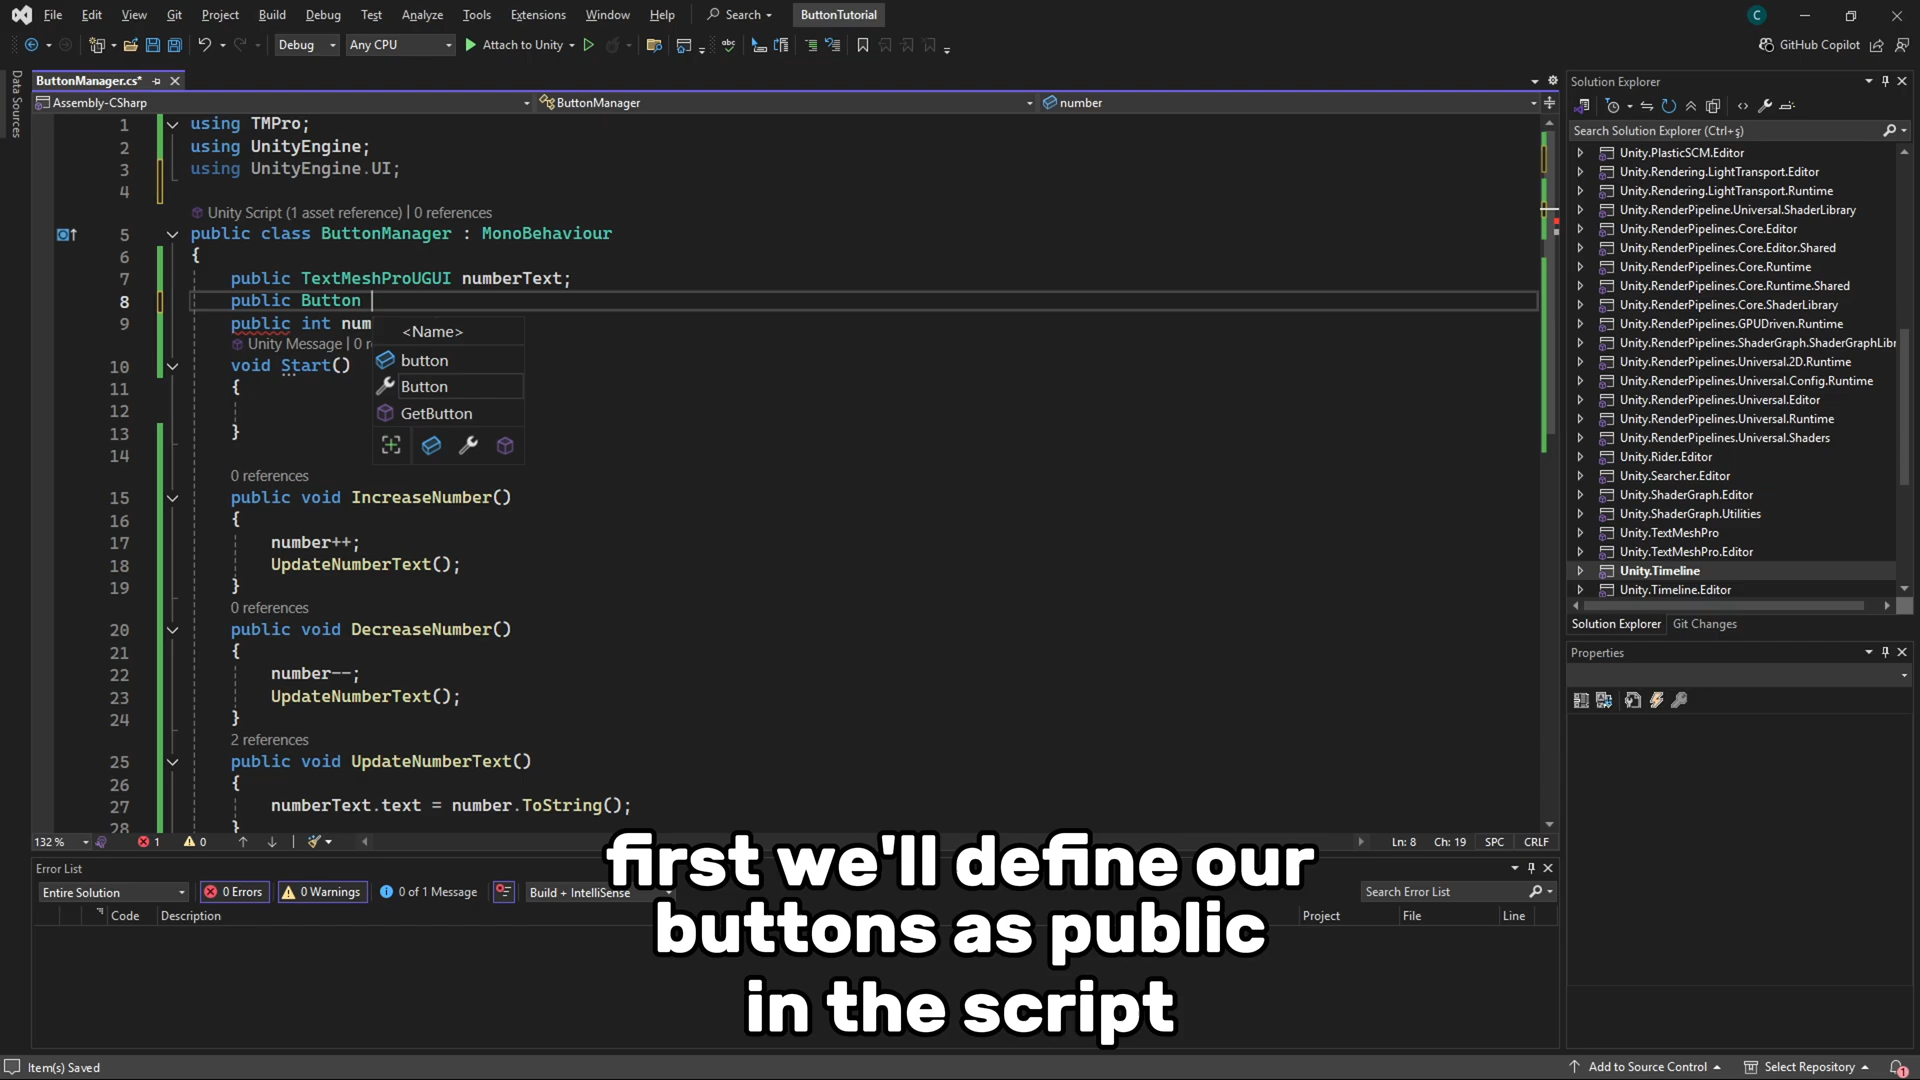 File Edit View Git Project Build Debug Test Analyze Tools Extensions Window Help Search ButtonTutorial C
Debug Any CPU Attach to Unity GitHub Copilot
Data Sources
ButtonManager.cs*
Assembly-CSharp ButtonManager number
1 using TMPro;
2 using UnityEngine;
3 using UnityEngine.UI;
4
Unity Script (1 asset reference) | 0 references
5 public class ButtonManager : MonoBehaviour
6 {
7 public TextMeshProUGUI numberText;
8 public Button
9 public int num
<Name>
button
Button
GetButton
Unity Message | 0 r
10 void Start()
11 {
12
13 }
14
0 references
15 public void IncreaseNumber()
16 {
17 number++;
18 UpdateNumberText();
19 }
0 references
20 public void DecreaseNumber()
21 {
22 number--;
23 UpdateNumberText();
24 }
2 references
25 public void UpdateNumberText()
26 {
27 numberText.text = number.ToString();
28 }
132 % 1 0 Ln: 8 Ch: 19 SPC CRLF
Solution Explorer
Search Solution Explorer (Ctrl+ş)
Unity.PlasticSCM.Editor
Unity.Rendering.LightTransport.Editor
Unity.Rendering.LightTransport.Runtime
Unity.RenderPipeline.Universal.ShaderLibrary
Unity.RenderPipelines.Core.Editor
Unity.RenderPipelines.Core.Editor.Shared
Unity.RenderPipelines.Core.Runtime
Unity.RenderPipelines.Core.Runtime.Shared
Unity.RenderPipelines.Core.ShaderLibrary
Unity.RenderPipelines.GPUDriven.Runtime
Unity.RenderPipelines.ShaderGraph.ShaderGraphLibr
Unity.RenderPipelines.Universal.2D.Runtime
Unity.RenderPipelines.Universal.Config.Runtime
Unity.RenderPipelines.Universal.Editor
Unity.RenderPipelines.Universal.Runtime
Unity.RenderPipelines.Universal.Shaders
Unity.Rider.Editor
Unity.Searcher.Editor
Unity.ShaderGraph.Editor
Unity.ShaderGraph.Utilities
Unity.TextMeshPro
Unity.TextMeshPro.Editor
Unity.Timeline
Unity.Timeline.Editor
Solution Explorer Git Changes
Properties
Error List
Entire Solution 0 Errors 0 Warnings 0 of 1 Message Build + IntelliSense Search Error List
Code Description Project File Line
first we'll define our
buttons as public
in the script
Item(s) Saved Add to Source Control Select Repository 1